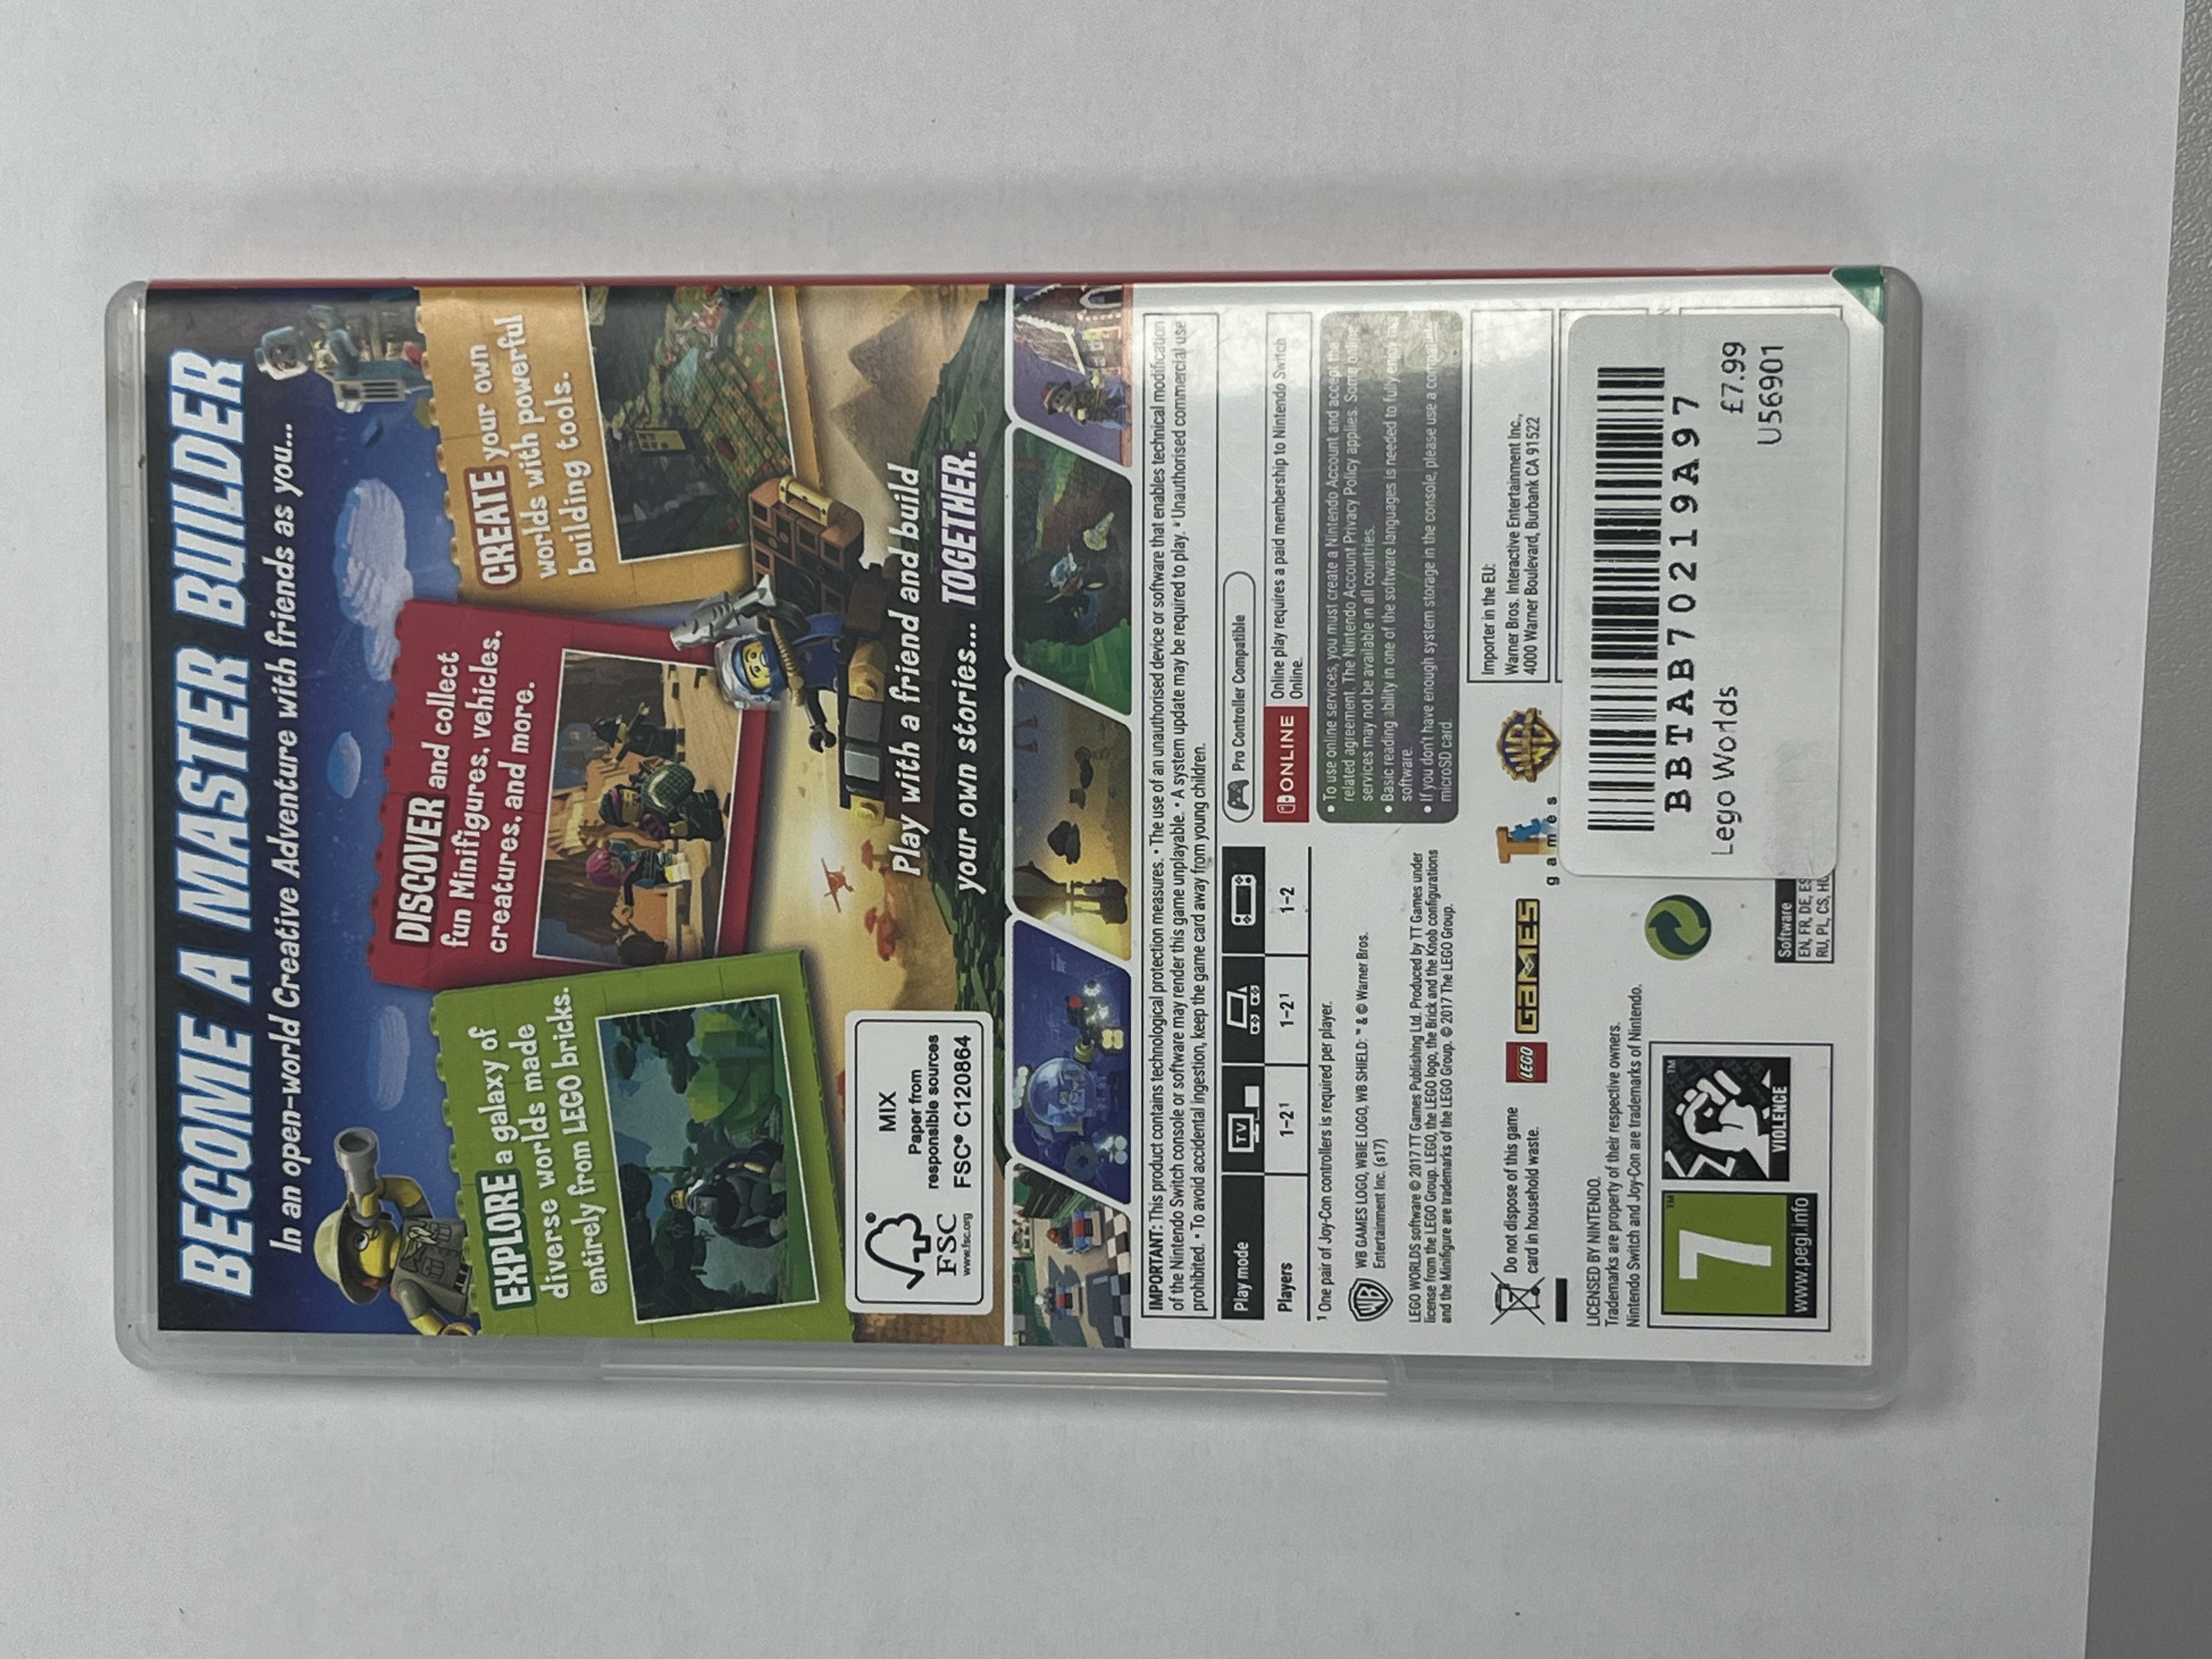 BECOME A MASTER BUILDER
In an open-world Creative Adventure with friends as you...
EXPLORE a galaxy of
diverse worlds made
entirely from LEGO bricks.
DISCOVER and collect
fun Minifigures, vehicles,
creatures, and more.
CREATE your own
worlds with powerful
building tools.
Play with a friend and build
your own stories... TOGETHER.
FSC®
www.fsc.org
MIX
Paper from
responsible sources
FSC® C120864
IMPORTANT: This product contains technological protection measures. • The use of an unauthorised device or software that enables technical modification
of the Nintendo Switch console or software may render this game unplayable. • A system update may be required to play. • Unauthorised commercial use
prohibited. • To avoid accidental ingestion, keep the game card away from young children.
Play mode
TV
Players
1-2¹
1-2¹
1-2
Pro Controller Compatible
ONLINE
Online play requires a paid membership to Nintendo Switch
Online.
¹ One pair of Joy-Con controllers is required per player.
• To use online services, you must create a Nintendo Account and accept the
related agreement. The Nintendo Account Privacy Policy applies. Some online
services may not be available in all countries.
• Basic reading ability in one of the software languages is needed to fully
software.
• If you don't have enough system storage in the console, please use a
microSD card.
WB GAMES LOGO, WBIE LOGO, WB SHIELD: ™ & © Warner Bros.
Entertainment Inc. (s17)
LEGO WORLDS software © 2017 TT Games Publishing Ltd. Produced by TT Games under
license from the LEGO Group. LEGO, the LEGO logo, the Brick and the Knob configurations
and the Minifigure are trademarks of the LEGO Group. © 2017 The LEGO Group.
Importer in the EU:
Warner Bros. Interactive Entertainment Inc.,
4000 Warner Boulevard, Burbank CA 91522
Do not dispose of this game
card in household waste.
LEGO
GAMES
Tt
games
WB
LICENSED BY NINTENDO.
Trademarks are property of their respective owners.
Nintendo Switch and Joy-Con are trademarks of Nintendo.
7
www.pegi.info
VIOLENCE
Software
EN, FR, DE, ES
RU, PL, CS, HU
BBTAB70219A97
Lego Worlds
£7.99
U56901